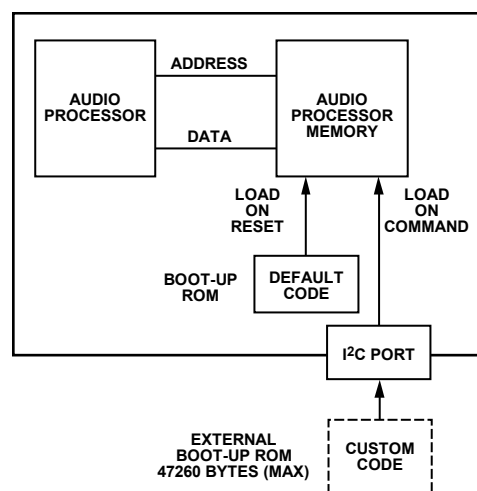 ADDRESS
AUDIO
PROCESSOR
AUDIO
PROCESSOR
MEMORY
DATA
LOAD
ON
RESET
LOAD
ON
COMMAND
BOOT-UP
ROM
DEFAULT
CODE
I²C PORT
EXTERNAL
BOOT-UP ROM
47260 BYTES (MAX)
CUSTOM
CODE